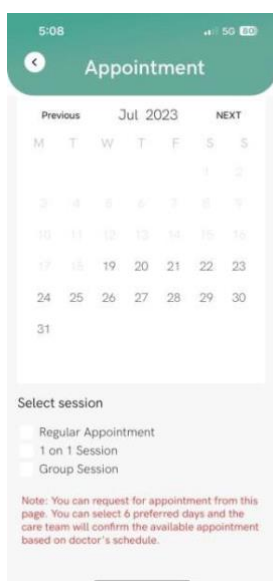 5:08
5G 80
Appointment
Previous Jul 2023 NEXT
M T W T F S S
1 2
3 4 5 6 7 8 9
10 11 12 13 14 15 16
17 18 19 20 21 22 23
24 25 26 27 28 29 30
31
Select session
Regular Appointment
1 on 1 Session
Group Session
Note: You can request for appointment from this
page. You can select 6 preferred days and the
care team will confirm the available appointment
based on doctor's schedule.